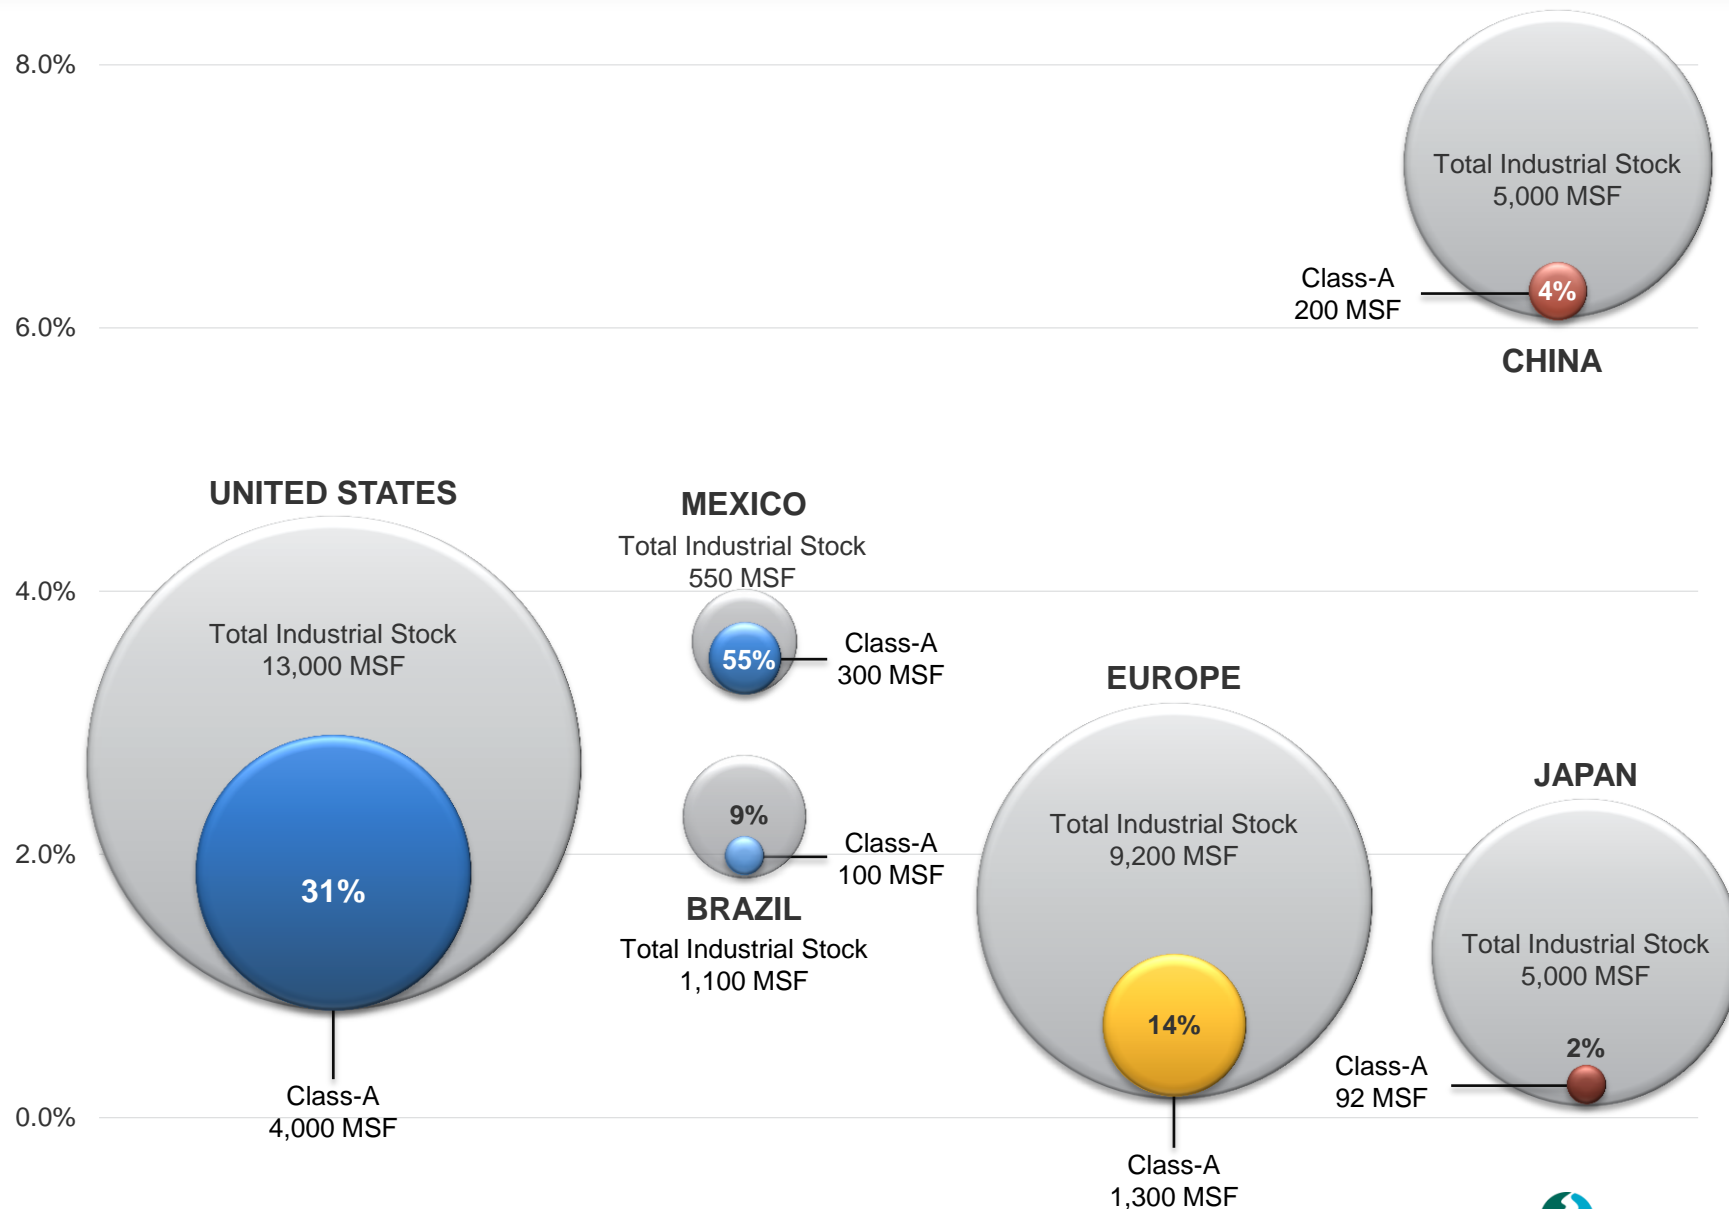 8.0%
6.0%
4.0%
2.0%
0.0%
Total Industrial Stock
5,000 MSF
Class-A
200 MSF
4%
CHINA
UNITED STATES
Total Industrial Stock
13,000 MSF
31%
Class-A
4,000 MSF
MEXICO
Total Industrial Stock
550 MSF
55%
Class-A
300 MSF
9%
Class-A
100 MSF
BRAZIL
Total Industrial Stock
1,100 MSF
EUROPE
Total Industrial Stock
9,200 MSF
14%
Class-A
1,300 MSF
JAPAN
Total Industrial Stock
5,000 MSF
2%
Class-A
92 MSF